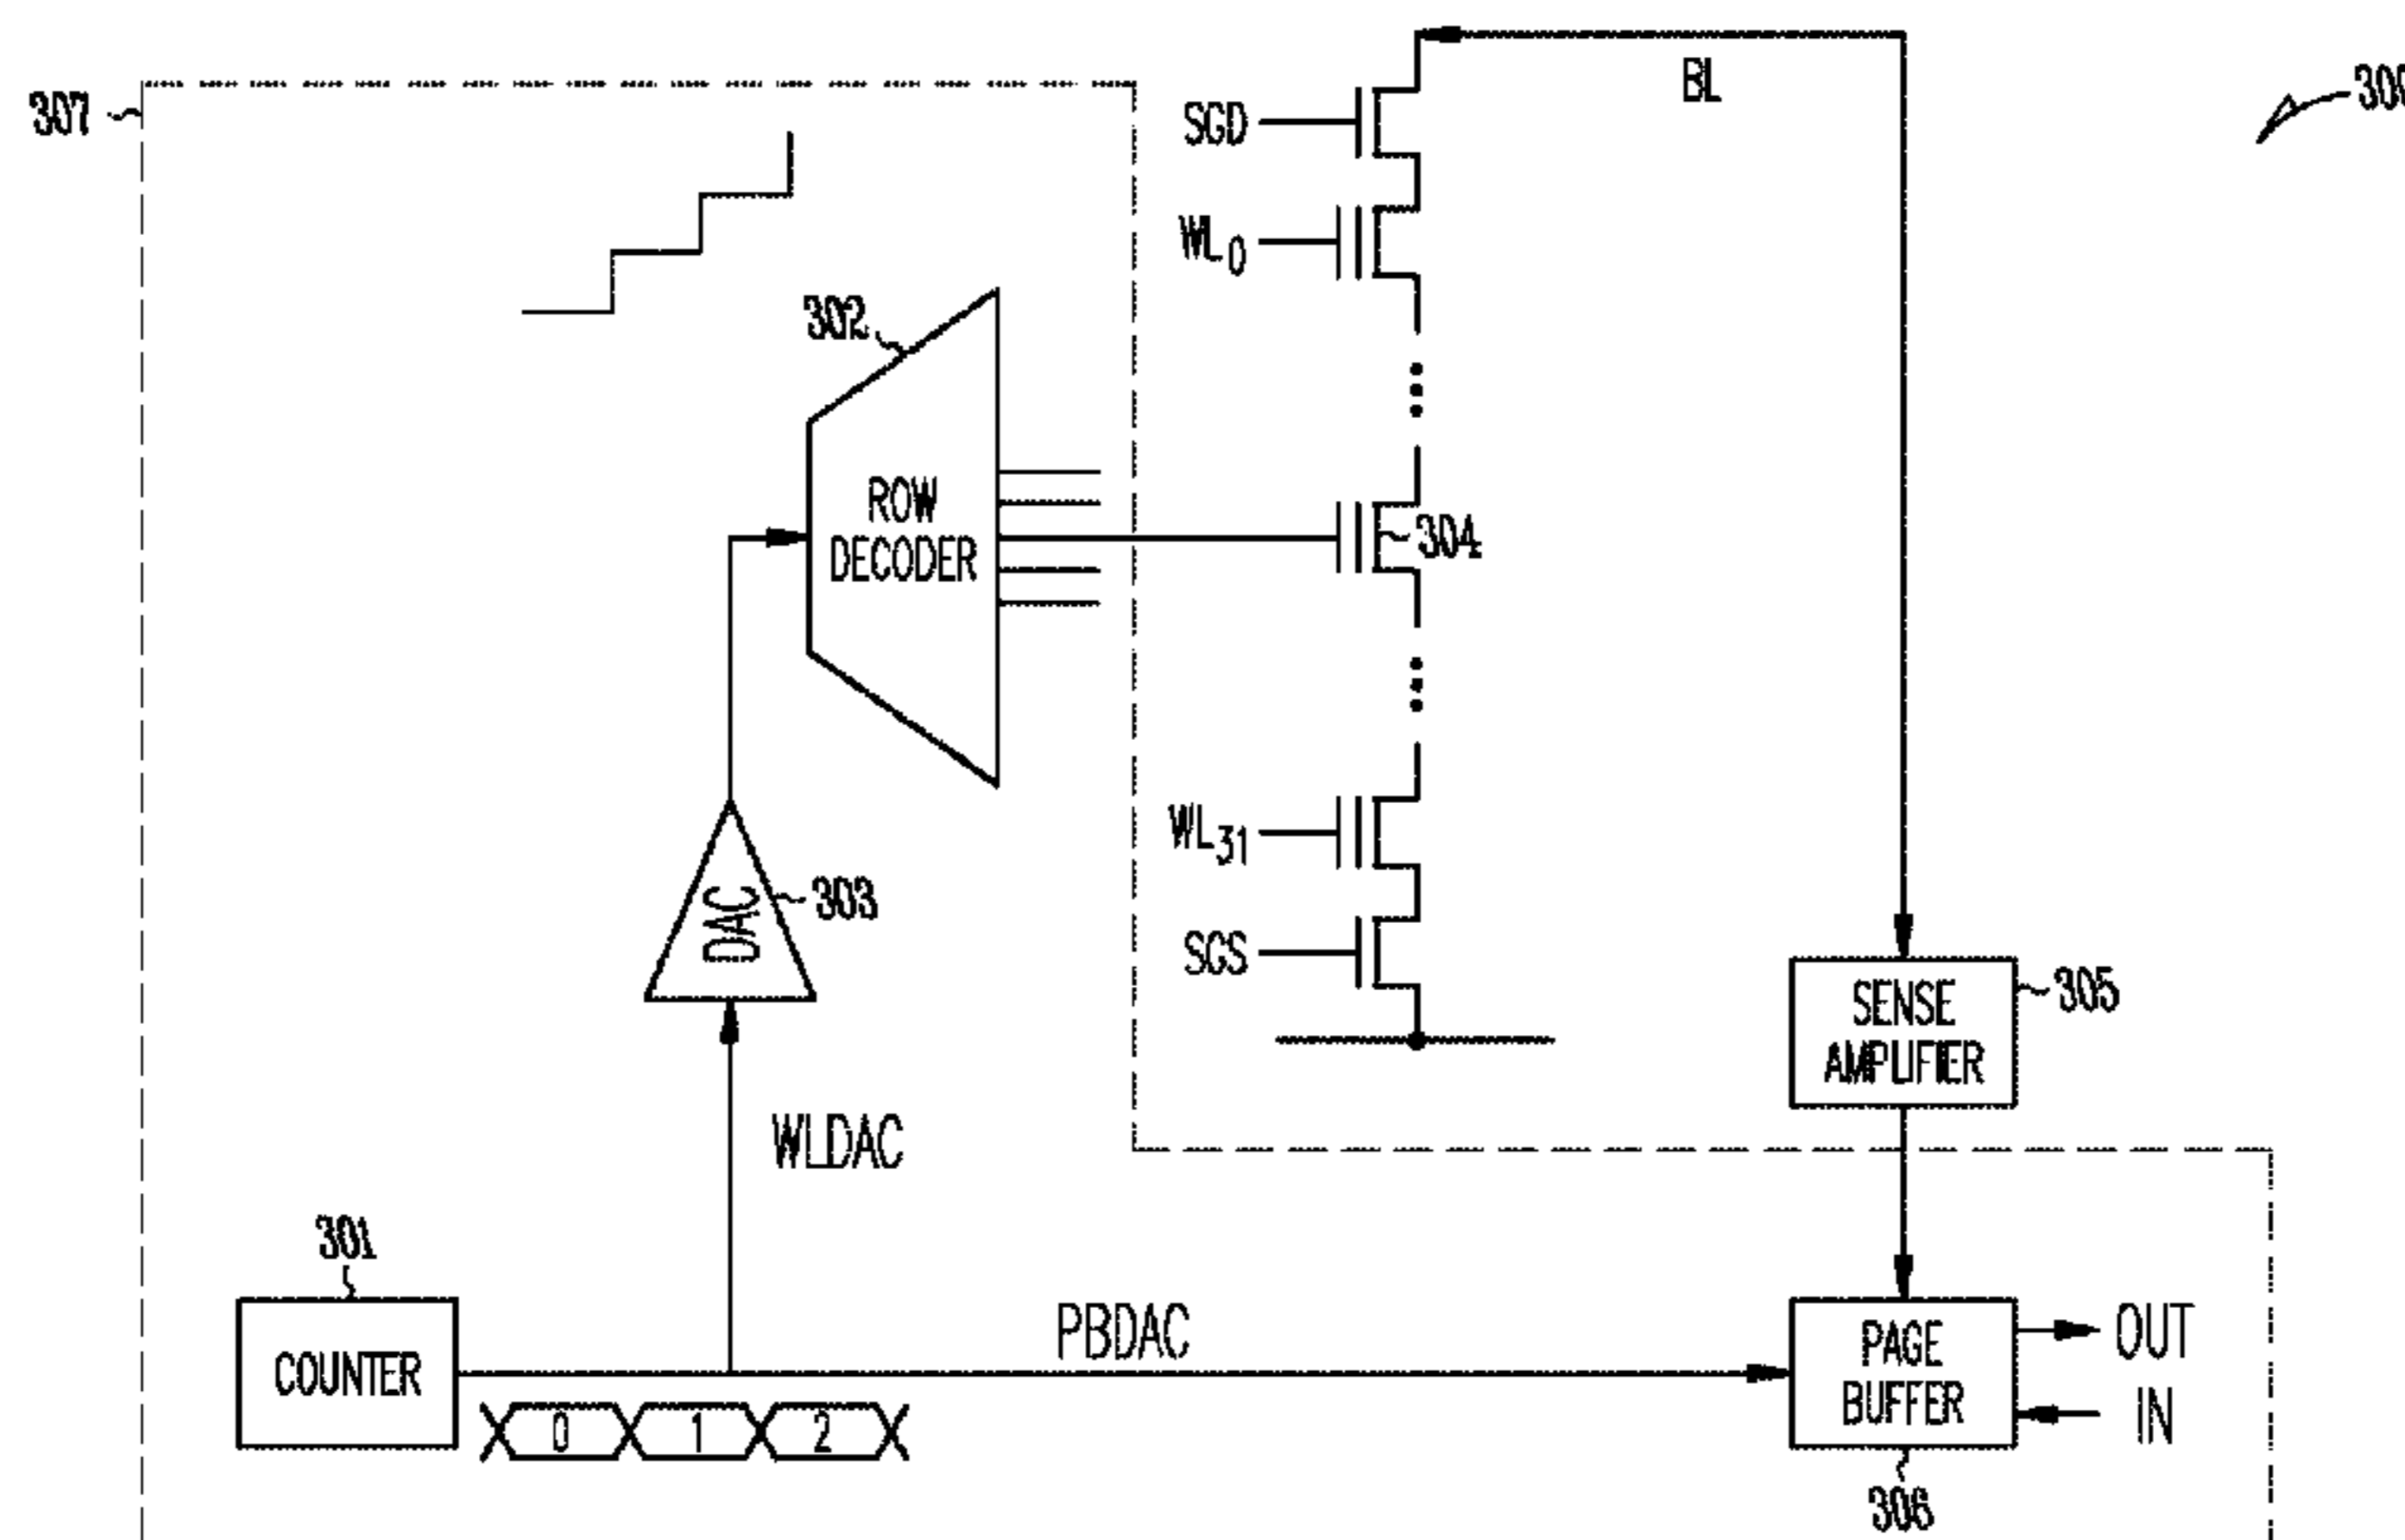 BL
307
SGD
WL0
302
ROW
DECODER
304
WL31
303
DAC
SGS
305
SENSE
AMPLIFIER
WLDAC
301
COUNTER
PBDAC
0 1 2
PAGE
BUFFER
OUT
IN
306